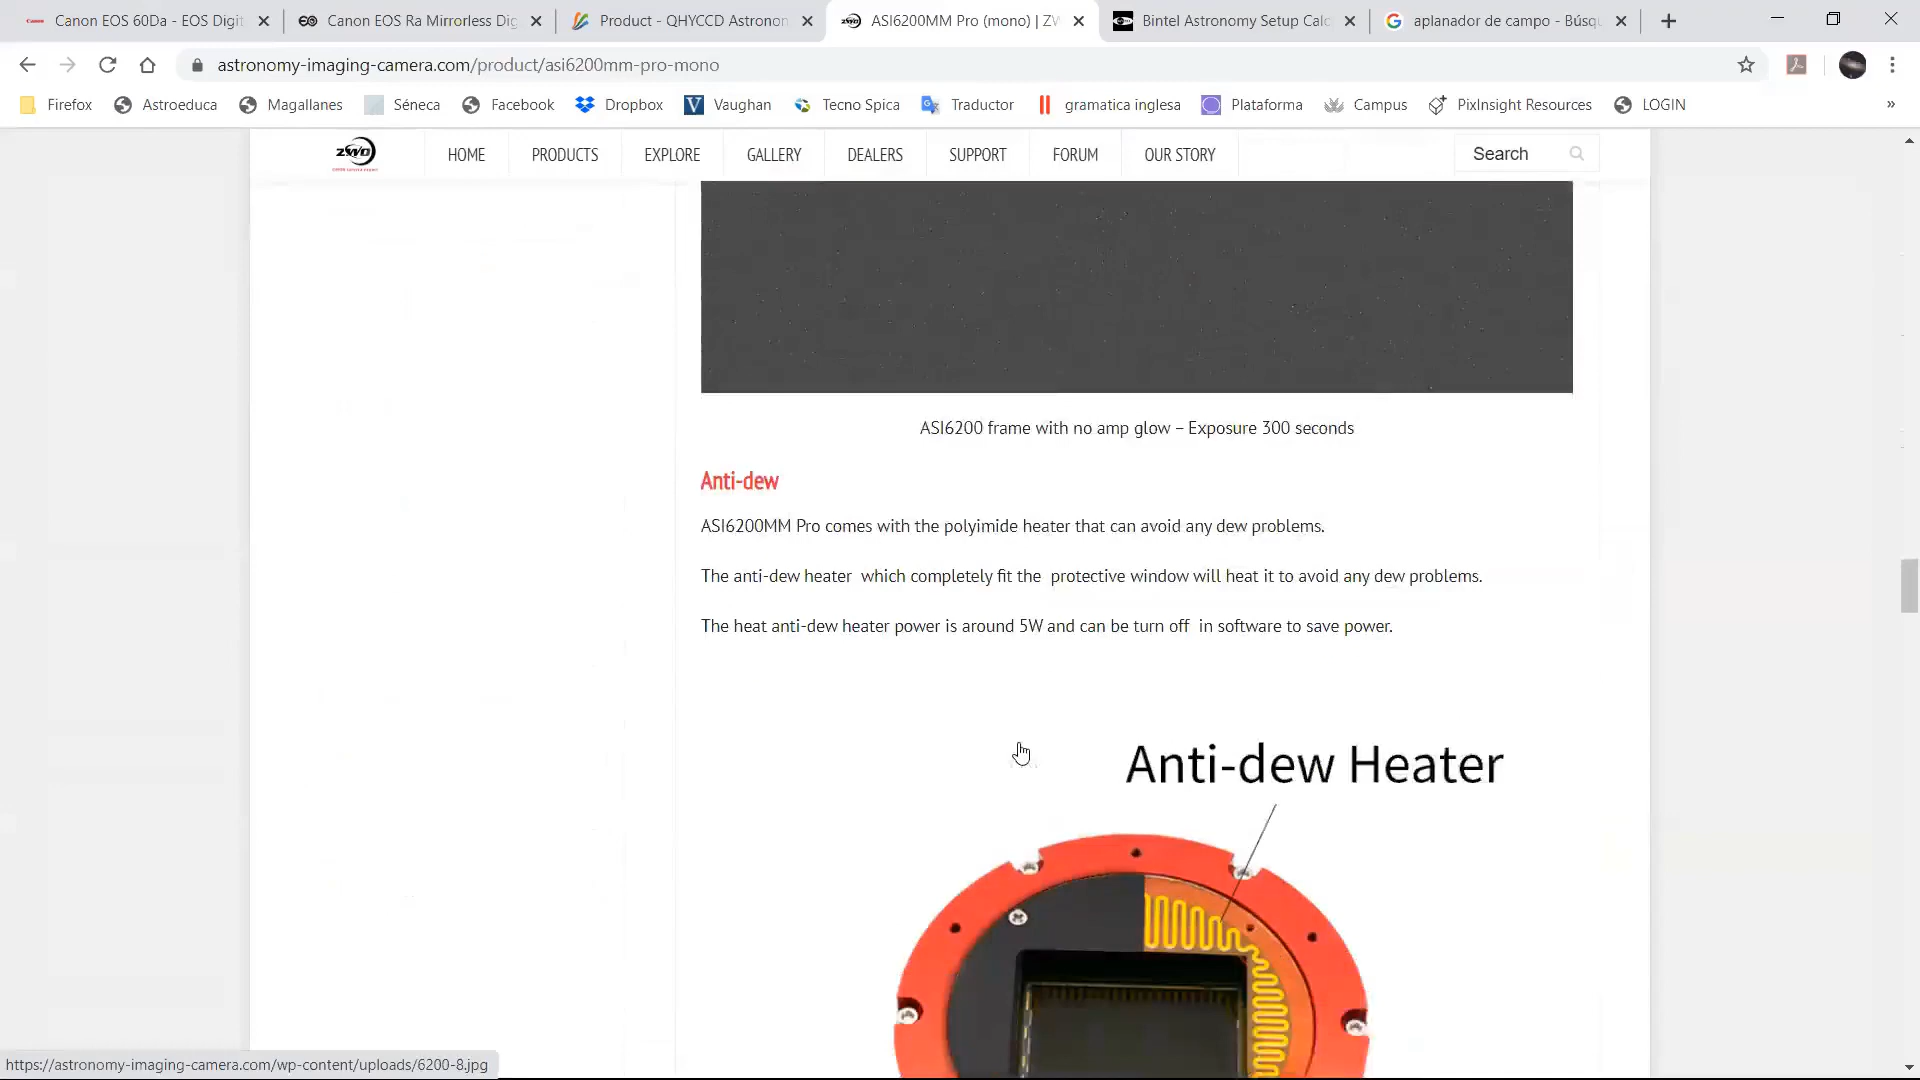 Canon EOS 60Da - EOS Digit
Canon EOS Ra Mirrorless Dig
Product - QHYCCD Astronon
ASI6200MM Pro (mono) | ZW
Bintel Astronomy Setup Calc
aplanador de campo - Búsqu
astronomy-imaging-camera.com/product/asi6200mm-pro-mono
Firefox
Astroeduca
Magallanes
Séneca
Facebook
Dropbox
Vaughan
Tecno Spica
Traductor
gramatica inglesa
Plataforma
Campus
PixInsight Resources
LOGIN
»
ZWO
HOME
PRODUCTS
EXPLORE
GALLERY
DEALERS
SUPPORT
FORUM
OUR STORY
Search
ASI6200 frame with no amp glow – Exposure 300 seconds
Anti-dew
ASI6200MM Pro comes with the polyimide heater that can avoid any dew problems.
The anti-dew heater which completely fit the protective window will heat it to avoid any dew problems.
The heat anti-dew heater power is around 5W and can be turn off in software to save power.
Anti-dew Heater
https://astronomy-imaging-camera.com/wp-content/uploads/6200-8.jpg